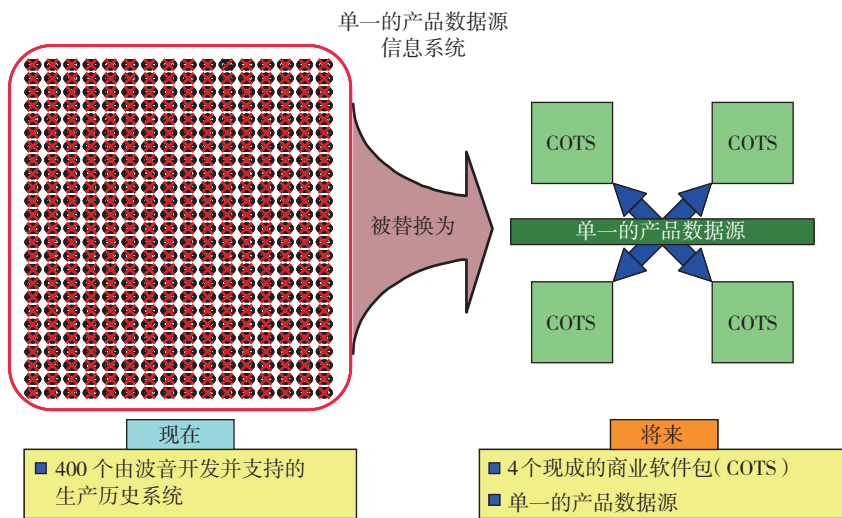 单一的产品数据源
信息系统
COTS
COTS
被替换为
单一的产品数据源
COTS
COTS
现在
400 个由波音开发并支持的
生产历史系统
将来
4个现成的商业软件包(COTS)
单一的产品数据源